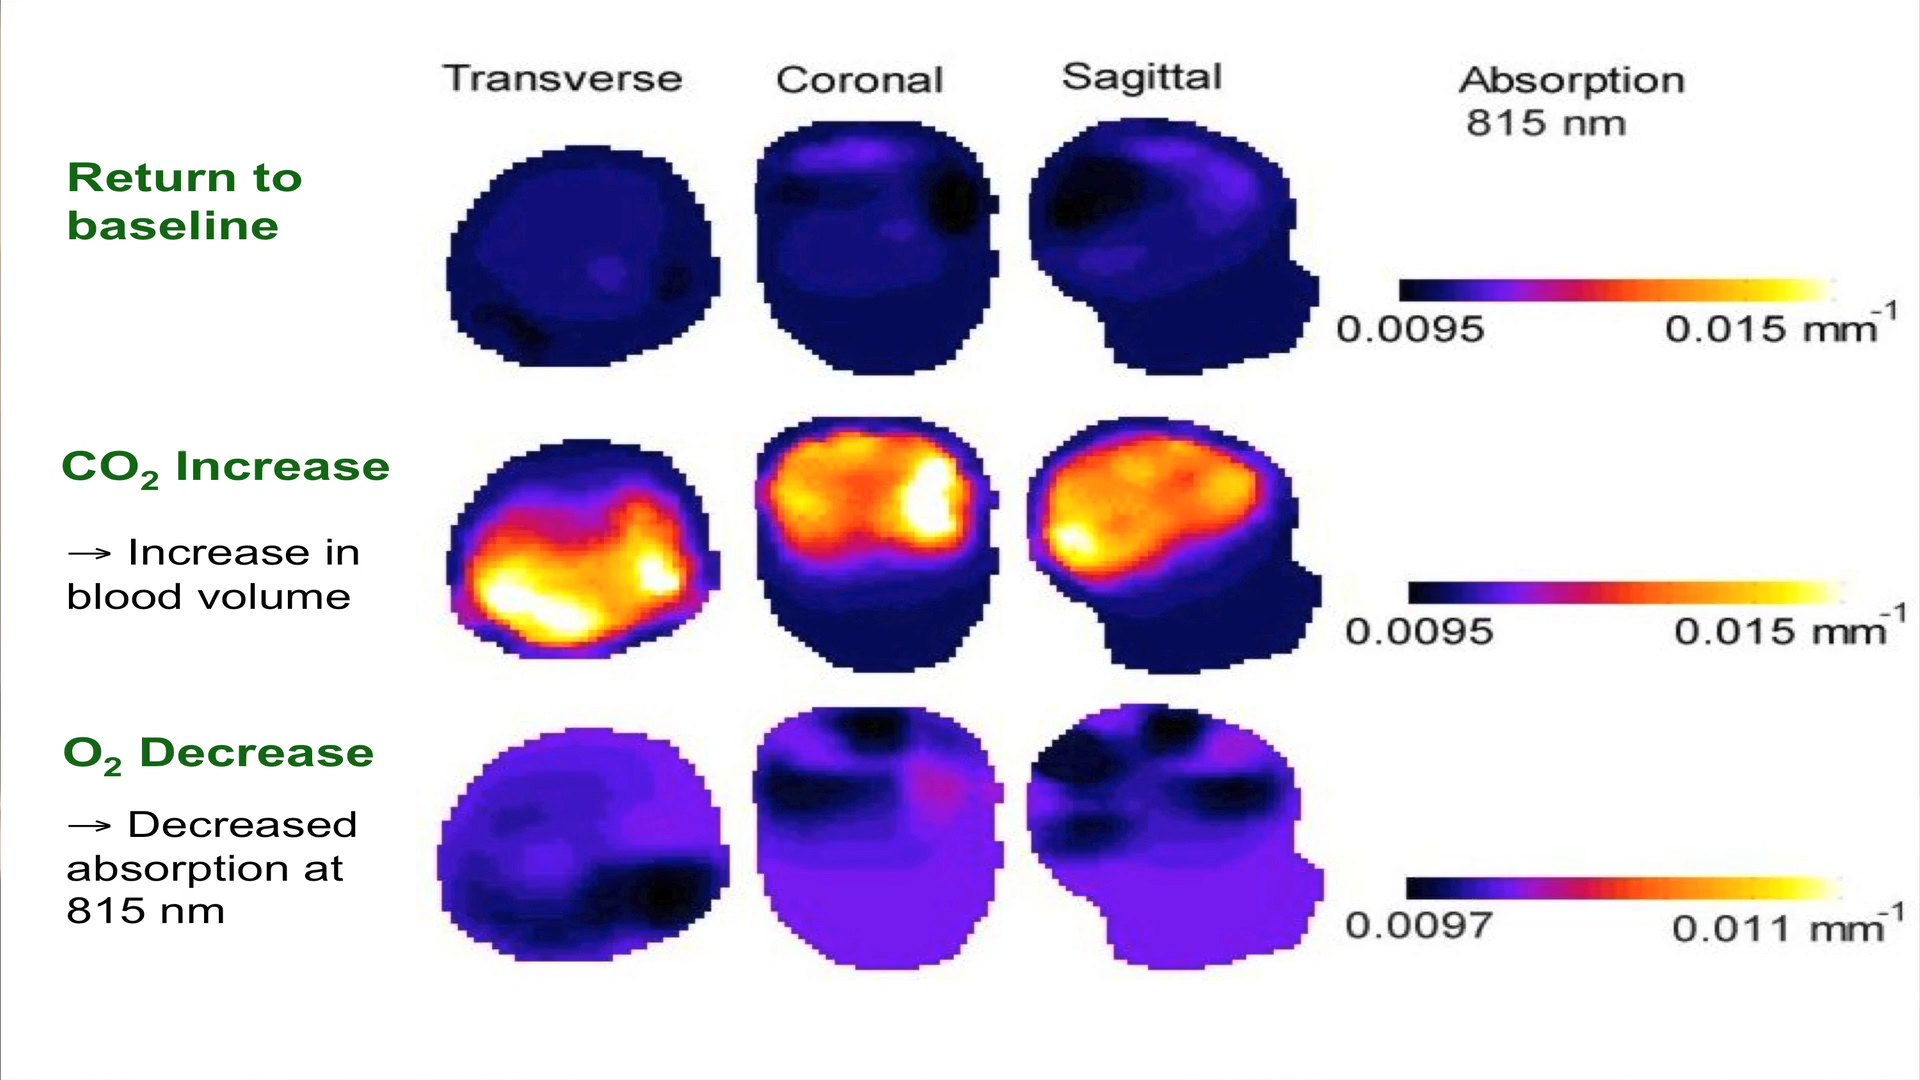 Transverse Coronal Sagittal Absorption
815 nm
Return to
baseline
0.0095 0.015 mm⁻¹
CO₂ Increase
→ Increase in
blood volume
0.0095 0.015 mm⁻¹
O₂ Decrease
→ Decreased
absorption at
815 nm
0.0097 0.011 mm⁻¹